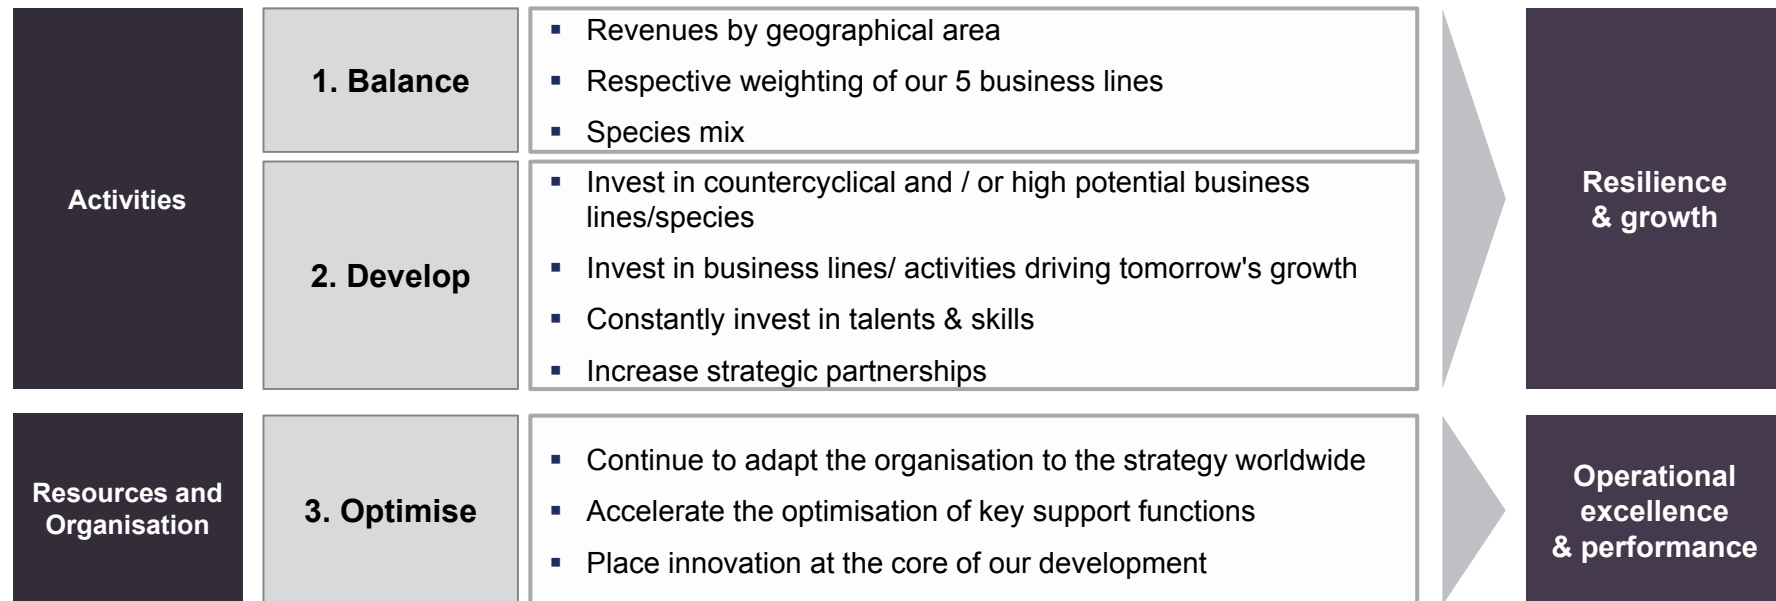 Activities
1. Balance
▪ Revenues by geographical area
▪ Respective weighting of our 5 business lines
▪ Species mix
2. Develop
▪ Invest in countercyclical and / or high potential business
lines/species
▪ Invest in business lines/ activities driving tomorrow's growth
▪ Constantly invest in talents & skills
▪ Increase strategic partnerships
Resilience
& growth
Resources and
Organisation
3. Optimise
▪ Continue to adapt the organisation to the strategy worldwide
▪ Accelerate the optimisation of key support functions
▪ Place innovation at the core of our development
Operational
excellence
& performance